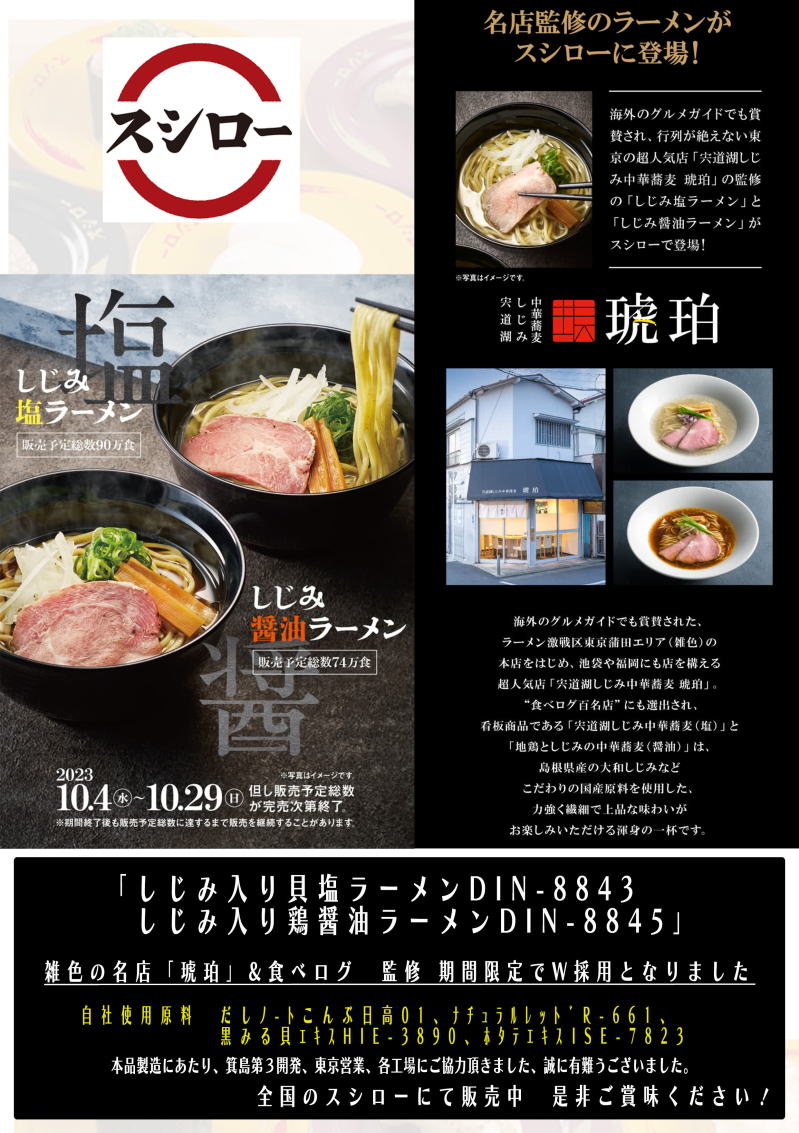 スシロー
名店監修のラーメンが
スシローに登場！
海外のグルメガイドでも賞
賛され、行列が絶えない東
京の超人気店「宍道湖しじ
み中華蕎麦 琥珀」の監修
の「しじみ塩ラーメン」と
「しじみ醤油ラーメン」が
スシローで登場！
※写真はイメージです。
宍道湖
しじみ
中華蕎麦
琥珀
塩
しじみ
塩ラーメン
販売予定総数90万食
しじみ
醤油ラーメン
販売予定総数74万食
醤
※写真はイメージです。
2023
10.4㊌~10.29㊐
但し販売予定総数
が完売次第終了
※期間終了後も販売予定総数に達するまで販売を継続することがあります。
宍道湖しじみ中華蕎麦 琥珀
海外のグルメガイドでも賞賛された、
ラーメン激戦区東京蒲田エリア（雑色）の
本店をはじめ、池袋や福岡にも店を構える
超人気店「宍道湖しじみ中華蕎麦 琥珀」。
“食べログ百名店”にも選出され、
看板商品である「宍道湖しじみ中華蕎麦（塩）」と
「地鶏としじみの中華蕎麦（醤油）」は、
島根県産の大和しじみなど
こだわりの国産原料を使用した、
力強く繊細で上品な味わいが
お楽しみいただける渾身の一杯です。
「しじみ入り貝塩ラーメンDIN-8843
しじみ入り鶏醤油ラーメンDIN-8845」
雑色の名店「琥珀」&食べログ　監修 期間限定でW採用となりました
自社使用原料　だしﾉｰﾄこんぶ日高01、ﾅﾁｭﾗﾙﾚｯﾄﾞR-661、
黒みる貝ｴｷｽHIE-3890、ﾎﾀﾃｴｷｽISE-7823
本品製造にあたり、箕島第3開発、東京営業、各工場にご協力頂きました、誠に有難うございました。
全国のスシローにて販売中　是非ご賞味ください！